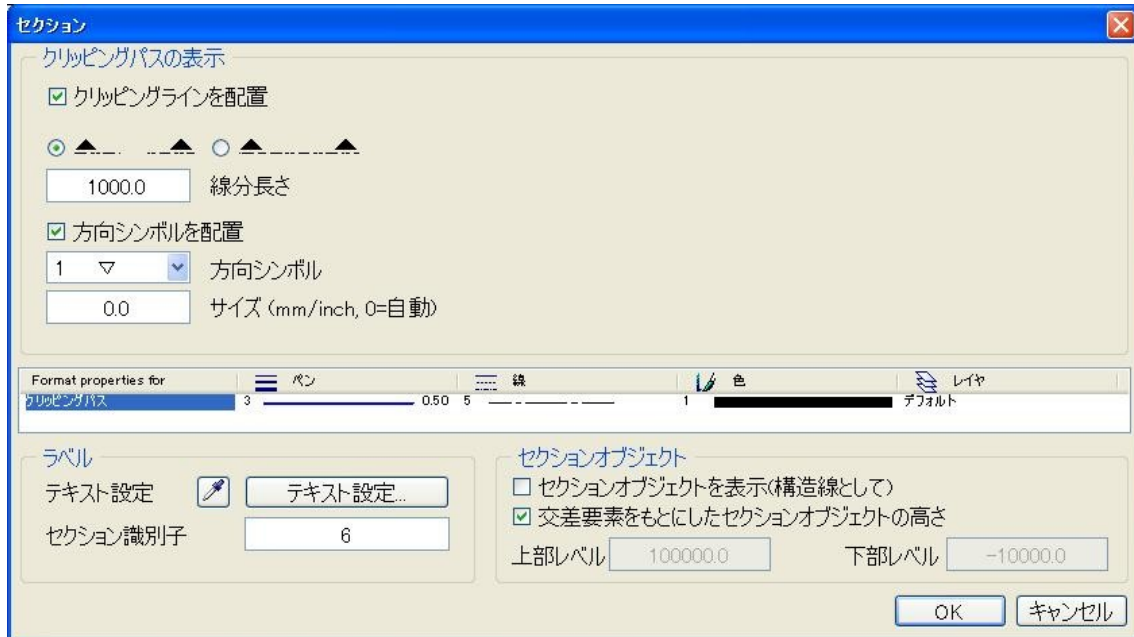 セクション
クリッピングパスの表示
クリッピングラインを配置
1000.0 線分長さ
方向シンボルを配置
1 ▽ 方向シンボル
0.0 サイズ (mm/inch, 0=自動)
Format properties for ペン 線 色 レイヤ
クリッピングパス 3 0.50 5 1 デフォルト
ラベル
テキスト設定 テキスト設定...
セクション識別子 6
セクションオブジェクト
セクションオブジェクトを表示(構造線として)
交差要素をもとにしたセクションオブジェクトの高さ
上部レベル 100000.0 下部レベル -10000.0
OK キャンセル